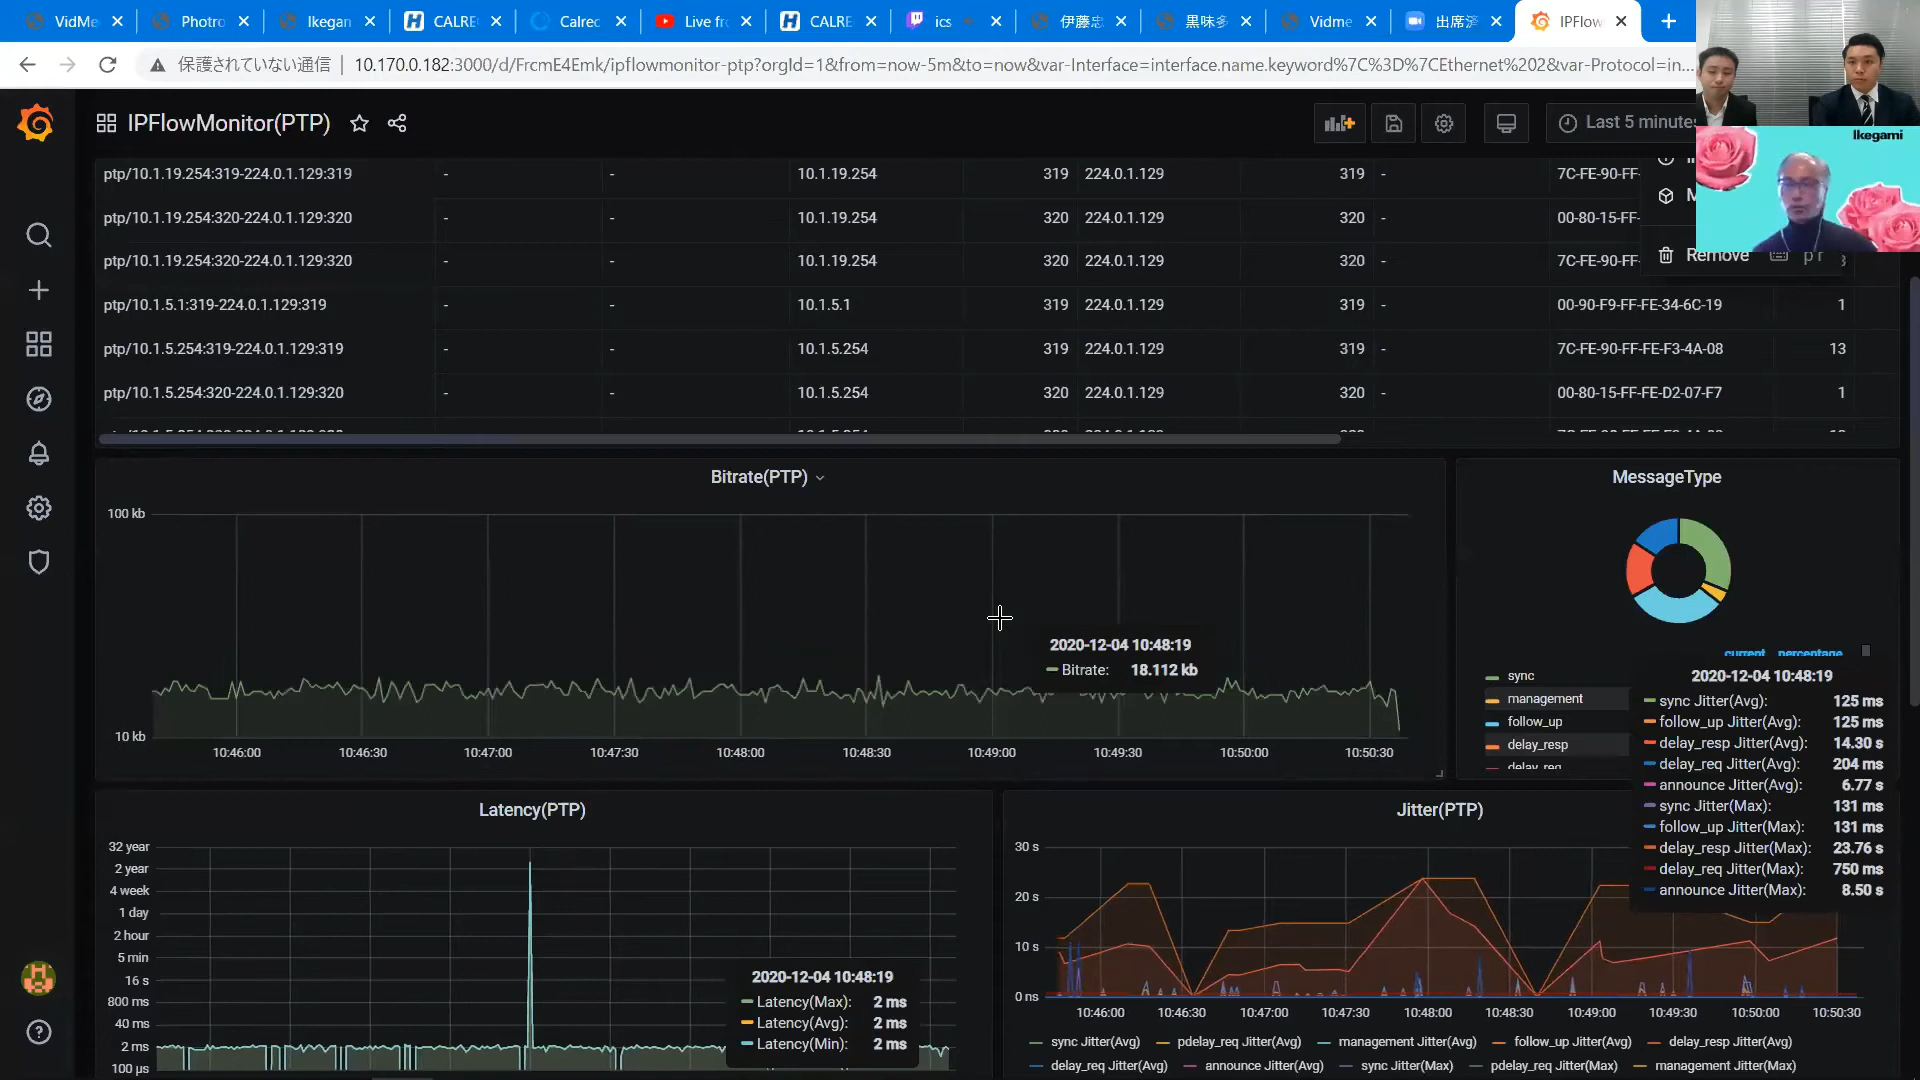 VidMe
Photro
Ikegan
CALRE
Calrec
Live fr
CALRE
ics
伊藤忠
黒味多
Vidme
出席済
IPFlow
保護されていない通信 | 10.170.0.182:3000/d/FrcmE4Emk/ipflowmonitor-ptp?orgId=1&from=now-5m&to=now&var-Interface=interface.name.keyword%7C%3D%7CEthernet%202&var-Protocol=in...
Ikegami
IPFlowMonitor(PTP)
Last 5 minutes
ptp/10.1.19.254:319-224.0.1.129:319 - - 10.1.19.254 319 224.0.1.129 319 - 7C-FE-90-FF-
ptp/10.1.19.254:320-224.0.1.129:320 - - 10.1.19.254 320 224.0.1.129 320 - 00-80-15-FF-
ptp/10.1.19.254:320-224.0.1.129:320 - - 10.1.19.254 320 224.0.1.129 320 - 7C-FE-90-FF-
Remove p r
ptp/10.1.5.1:319-224.0.1.129:319 - - 10.1.5.1 319 224.0.1.129 319 - 00-90-F9-FF-FE-34-6C-19 1
ptp/10.1.5.254:319-224.0.1.129:319 - - 10.1.5.254 319 224.0.1.129 319 - 7C-FE-90-FF-FE-F3-4A-08 13
ptp/10.1.5.254:320-224.0.1.129:320 - - 10.1.5.254 320 224.0.1.129 320 - 00-80-15-FF-FE-D2-07-F7 1
Bitrate(PTP)
100 kb
10 kb
10:46:00 10:46:30 10:47:00 10:47:30 10:48:00 10:48:30 10:49:00 10:49:30 10:50:00 10:50:30
2020-12-04 10:48:19
Bitrate: 18.112 kb
MessageType
current percentage
sync
management
follow_up
delay_resp
delay_req
2020-12-04 10:48:19
sync Jitter(Avg): 125 ms
follow_up Jitter(Avg): 125 ms
delay_resp Jitter(Avg): 14.30 s
delay_req Jitter(Avg): 204 ms
announce Jitter(Avg): 6.77 s
sync Jitter(Max): 131 ms
follow_up Jitter(Max): 131 ms
delay_resp Jitter(Max): 23.76 s
delay_req Jitter(Max): 750 ms
announce Jitter(Max): 8.50 s
Latency(PTP)
32 year
2 year
4 week
1 day
2 hour
5 min
16 s
800 ms
40 ms
2 ms
100 µs
2020-12-04 10:48:19
Latency(Max): 2 ms
Latency(Avg): 2 ms
Latency(Min): 2 ms
Jitter(PTP)
30 s
20 s
10 s
0 ns
10:46:00 10:46:30 10:47:00 10:47:30 10:48:00 10:48:30 10:49:00 10:49:30 10:50:00 10:50:30
sync Jitter(Avg) pdelay_req Jitter(Avg) management Jitter(Avg) follow_up Jitter(Avg) delay_resp Jitter(Avg)
delay_req Jitter(Avg) announce Jitter(Avg) sync Jitter(Max) pdelay_req Jitter(Max) management Jitter(Max)